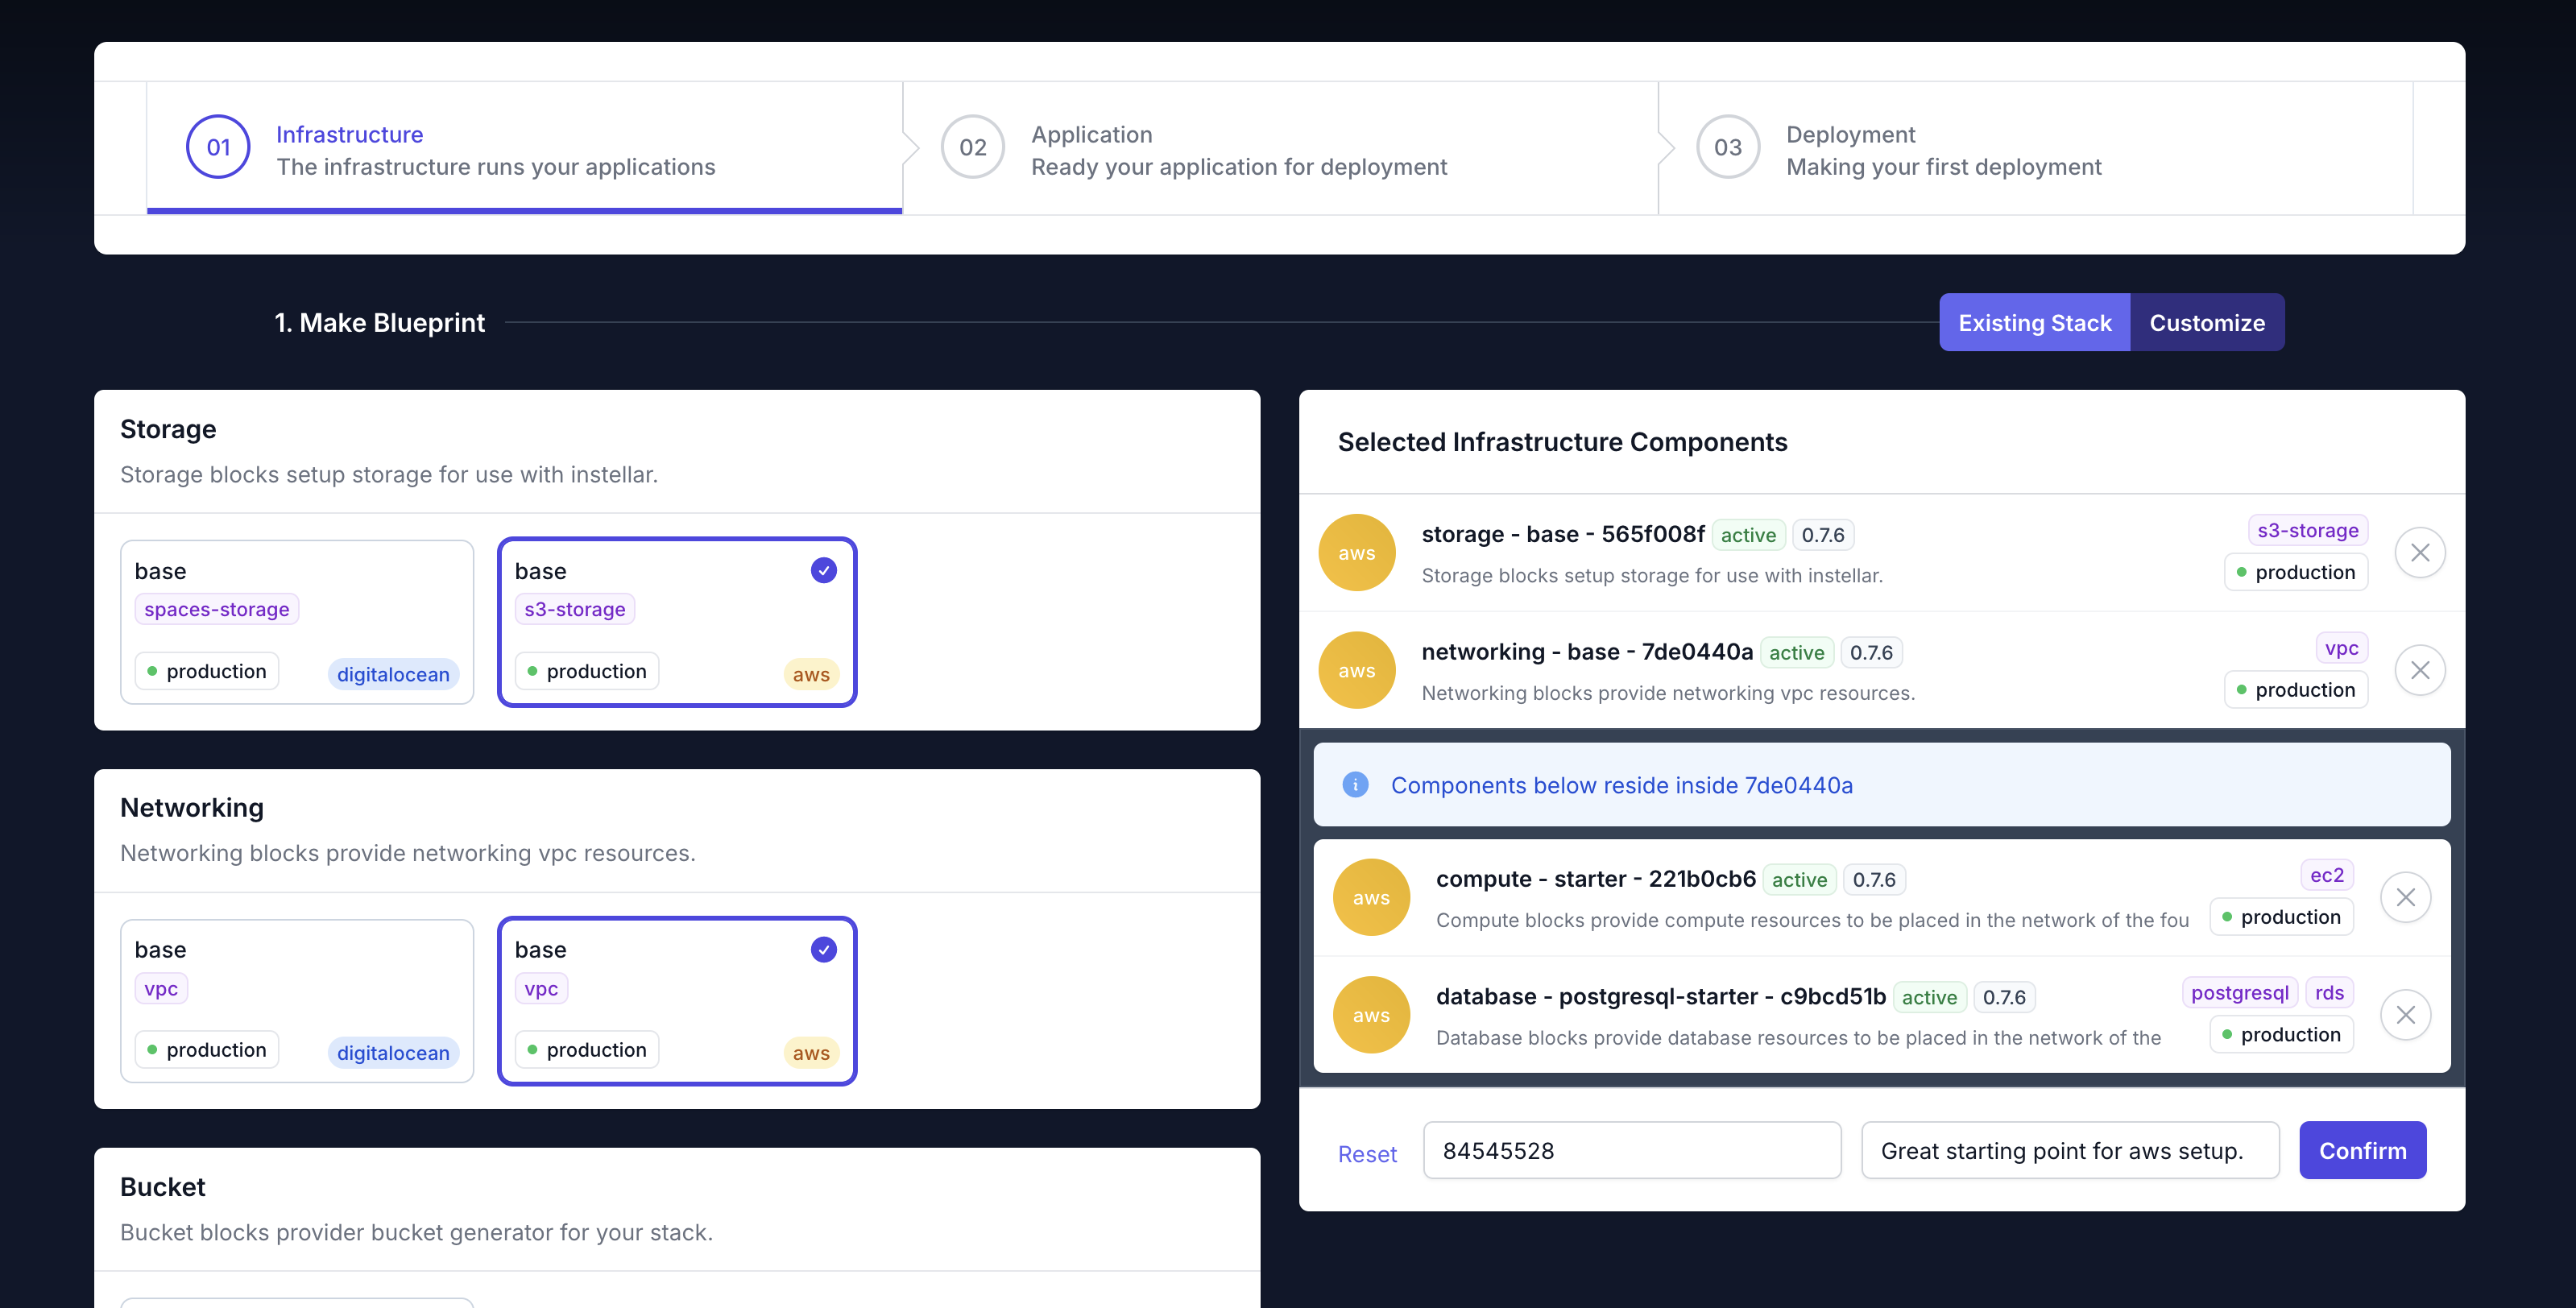 01
Infrastructure
The infrastructure runs your applications
02
Application
Ready your application for deployment
03
Deployment
Making your first deployment
1. Make Blueprint
Existing Stack
Customize
Storage
Storage blocks setup storage for use with instellar.
base
spaces-storage
production
digitalocean
base
s3-storage
production
aws
Networking
Networking blocks provide networking vpc resources.
base
vpc
production
digitalocean
base
vpc
production
aws
Bucket
Bucket blocks provider bucket generator for your stack.
Selected Infrastructure Components
aws
storage - base - 565f008f active 0.7.6
Storage blocks setup storage for use with instellar.
s3-storage
production
aws
networking - base - 7de0440a active 0.7.6
Networking blocks provide networking vpc resources.
vpc
production
Components below reside inside 7de0440a
aws
compute - starter - 221b0cb6 active 0.7.6
Compute blocks provide compute resources to be placed in the network of the fou
ec2
production
aws
database - postgresql-starter - c9bcd51b active 0.7.6
Database blocks provide database resources to be placed in the network of the
postgresql rds
production
Reset
84545528
Great starting point for aws setup.
Confirm